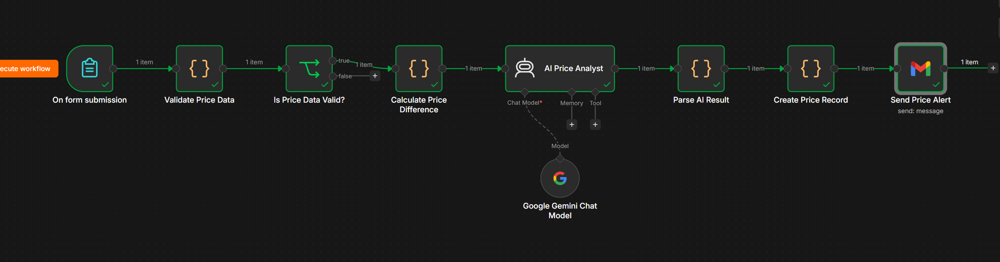 ecute workflow
1 item
1 item
true
1 item
false
1 item
AI Price Analyst
1 item
1 item
1 item
1 item
On form submission
Validate Price Data
Is Price Data Valid?
Calculate Price
Difference
Chat Model*
Memory
Tool
Parse AI Result
Create Price Record
Send Price Alert
send: message
Model
Google Gemini Chat
Model